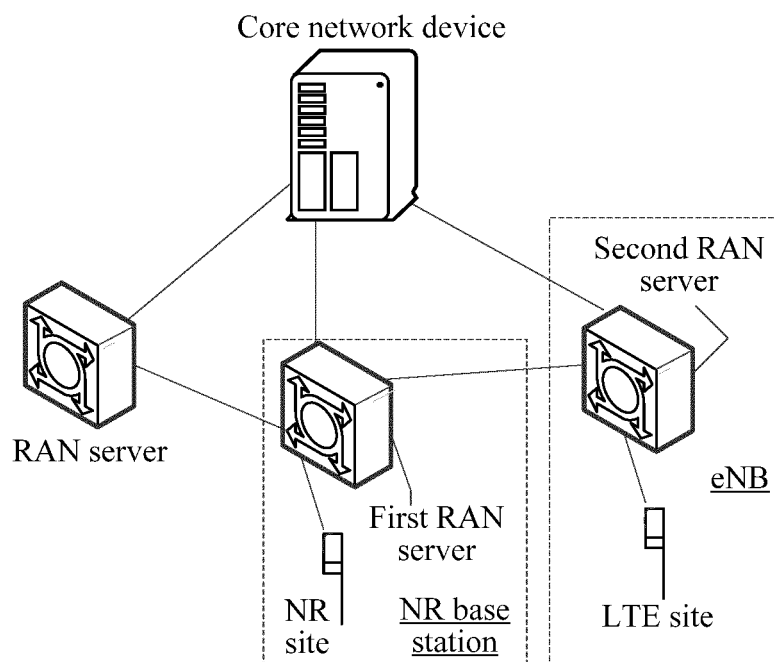 Core network device
Second RAN
server
RAN server
eNB
First RAN
server
NR
site
NR base
station
LTE site